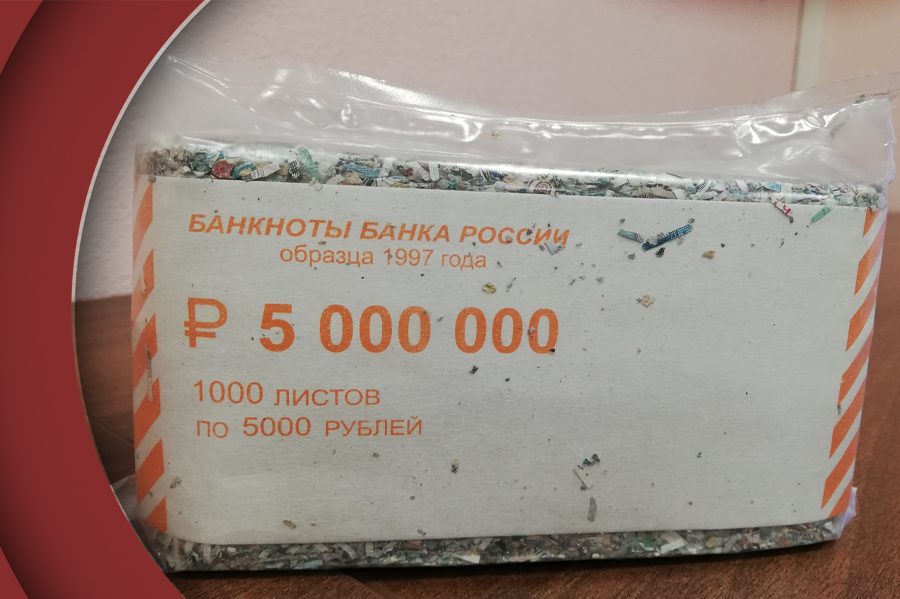 БАНКНОТЫ БАНКА РОССИИ
образца 1997 года
₽ 5 000 000
1000 ЛИСТОВ
ПО 5000 РУБЛЕЙ